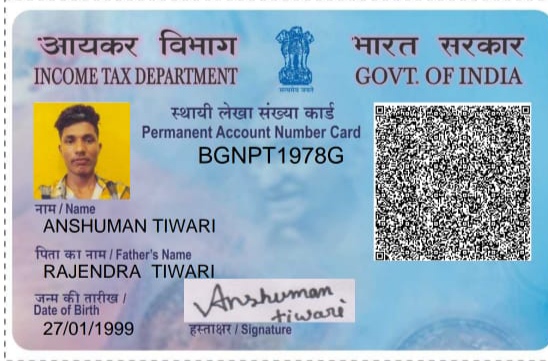 आयकर विभाग
INCOME TAX DEPARTMENT
सत्यमेव जयते
भारत सरकार
GOVT. OF INDIA
स्थायी लेखा संख्या कार्ड
Permanent Account Number Card
BGNPT1978G
नाम / Name
ANSHUMAN TIWARI
पिता का नाम / Father's Name
RAJENDRA TIWARI
जन्म की तारीख /
Date of Birth
27/01/1999
Anshuman
tiwari
हस्ताक्षर / Signature